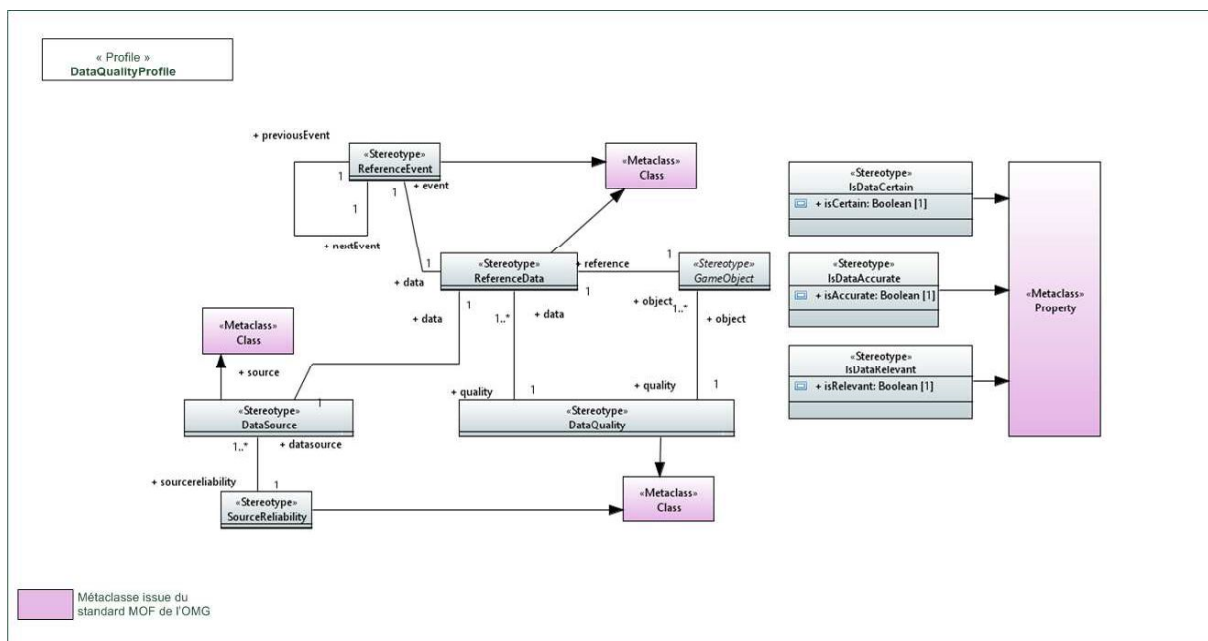 « Profile »
DataQualityProfile
+ previousEvent
«Stereotype»
ReferenceEvent
1
1
+ event
1
+ nextEvent
«Metaclass»
Class
1
+ data
«Stereotype»
ReferenceData
+ reference
1
1
«Stereotype»
GameObject
+ object
1..*
+ object
1
+ data
1..*
+ data
«Metaclass»
Class
+ source
1
+ quality
1
+ quality
1
«Stereotype»
DataSource
1..*
+ datasource
«Stereotype»
DataQuality
+ sourcereliability
1
«Stereotype»
SourceReliability
«Metaclass»
Class
«Stereotype»
IsDataCertain
+ isCertain: Boolean [1]
«Stereotype»
IsDataAccurate
+ isAccurate: Boolean [1]
«Stereotype»
IsDataRelevant
+ isRelevant: Boolean [1]
«Metaclass»
Property
Métaclasse issue du
standard MOF de l'OMG